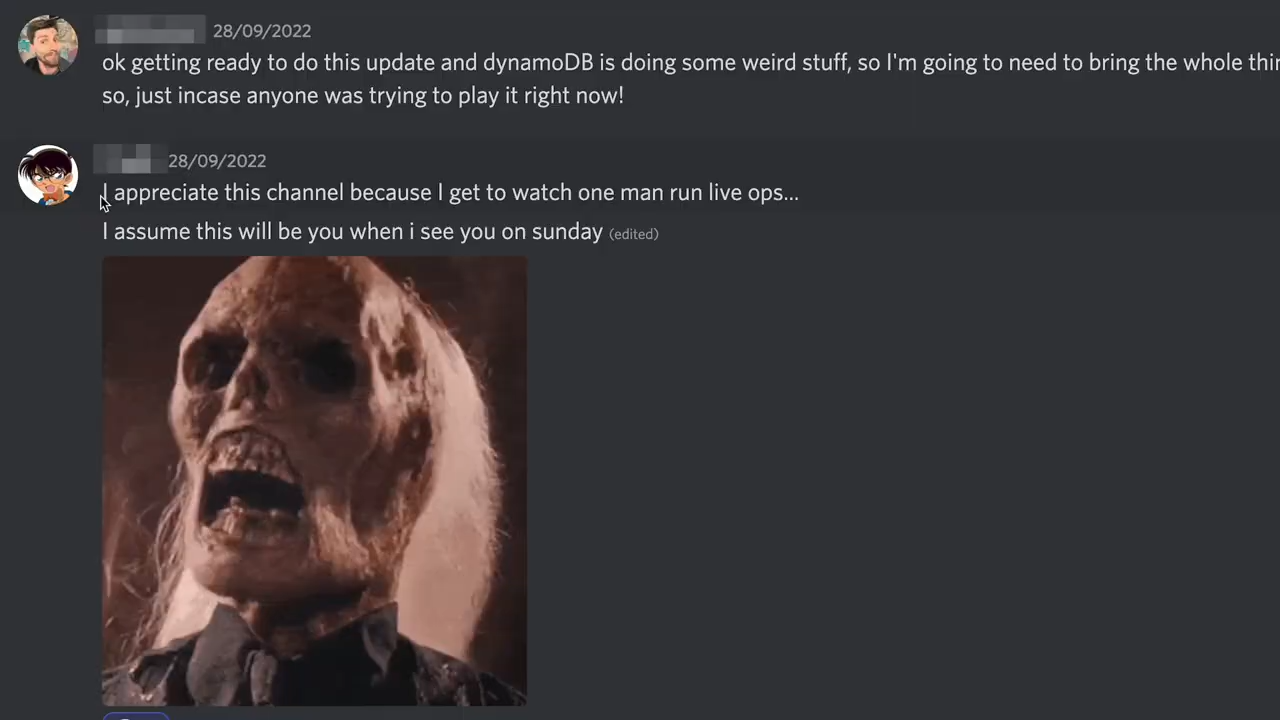 28/09/2022
ok getting ready to do this update and dynamoDB is doing some weird stuff, so I'm going to need to bring the whole
so, just incase anyone was trying to play it right now!
28/09/2022
I appreciate this channel because I get to watch one man run live ops...
I assume this will be you when i see you on sunday (edited)